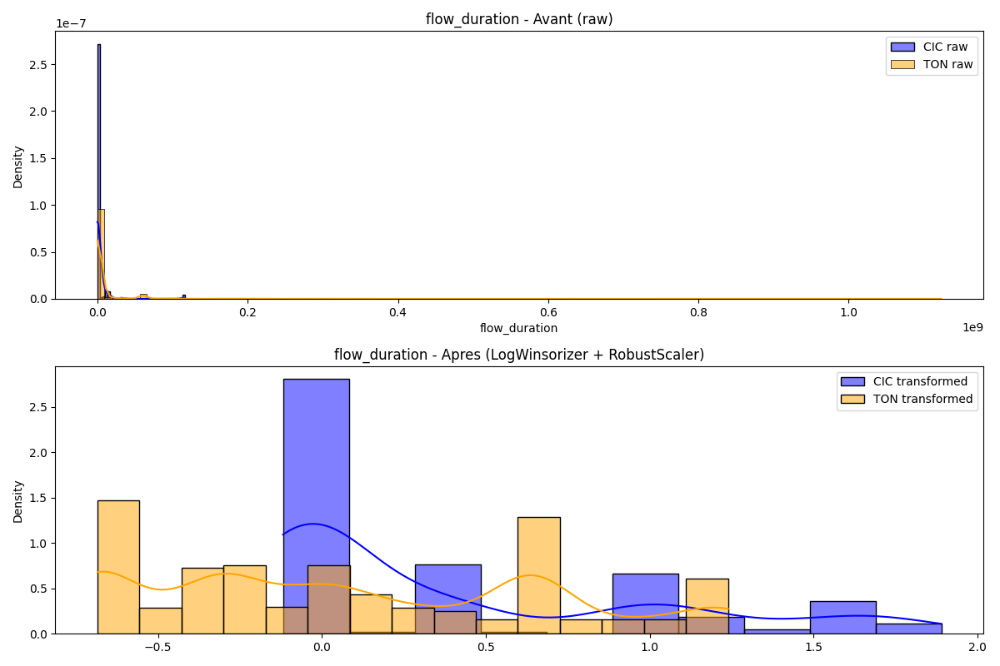 flow_duration - Avant (raw)
1e−7
CIC raw
TON raw
2.5
2.0
1.5
1.0
0.5
0.0
Density
0.0 0.2 0.4 0.6 0.8 1.0
1e9
flow_duration
flow_duration - Apres (LogWinsorizer + RobustScaler)
CIC transformed
TON transformed
2.5
2.0
1.5
1.0
0.5
0.0
Density
−0.5 0.0 0.5 1.0 1.5 2.0